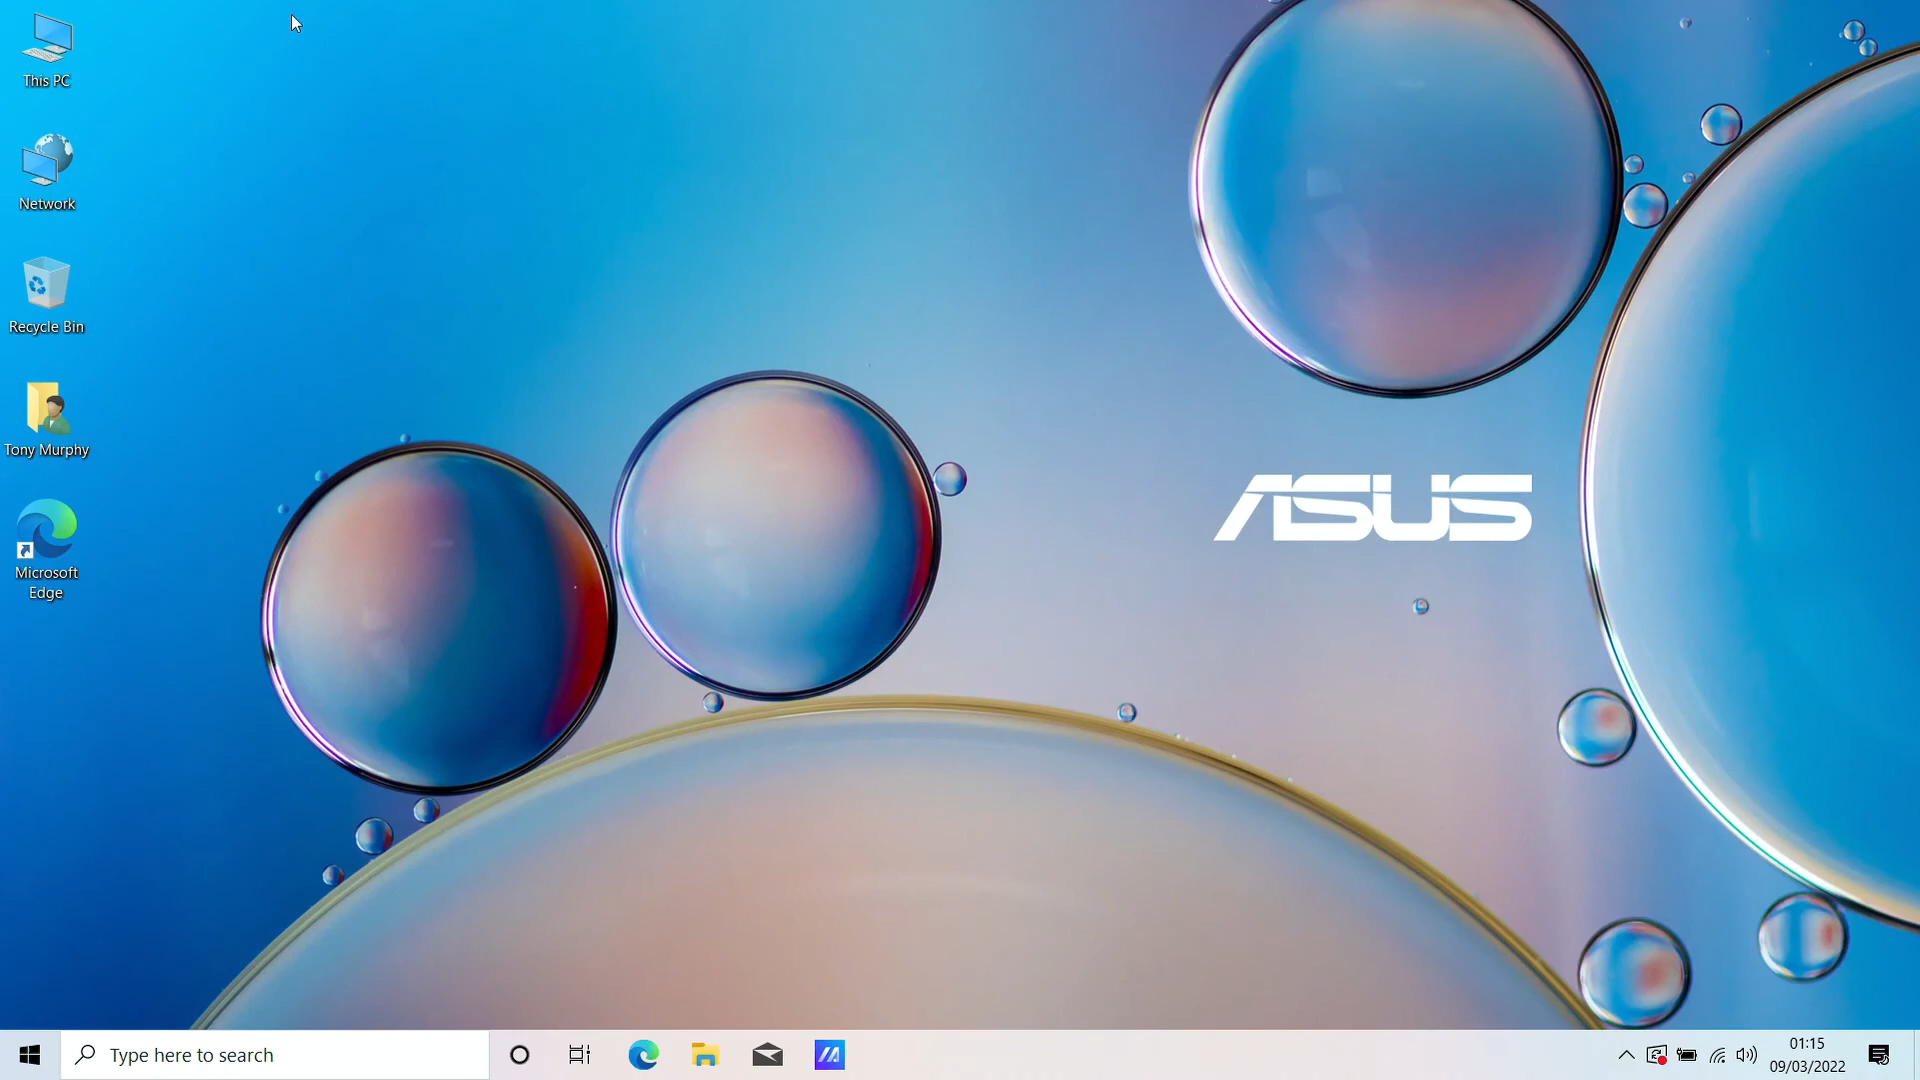 This PC
Network
Recycle Bin
Tony Murphy
Microsoft
Edge
ASUS
Type here to search
01:15
09/03/2022